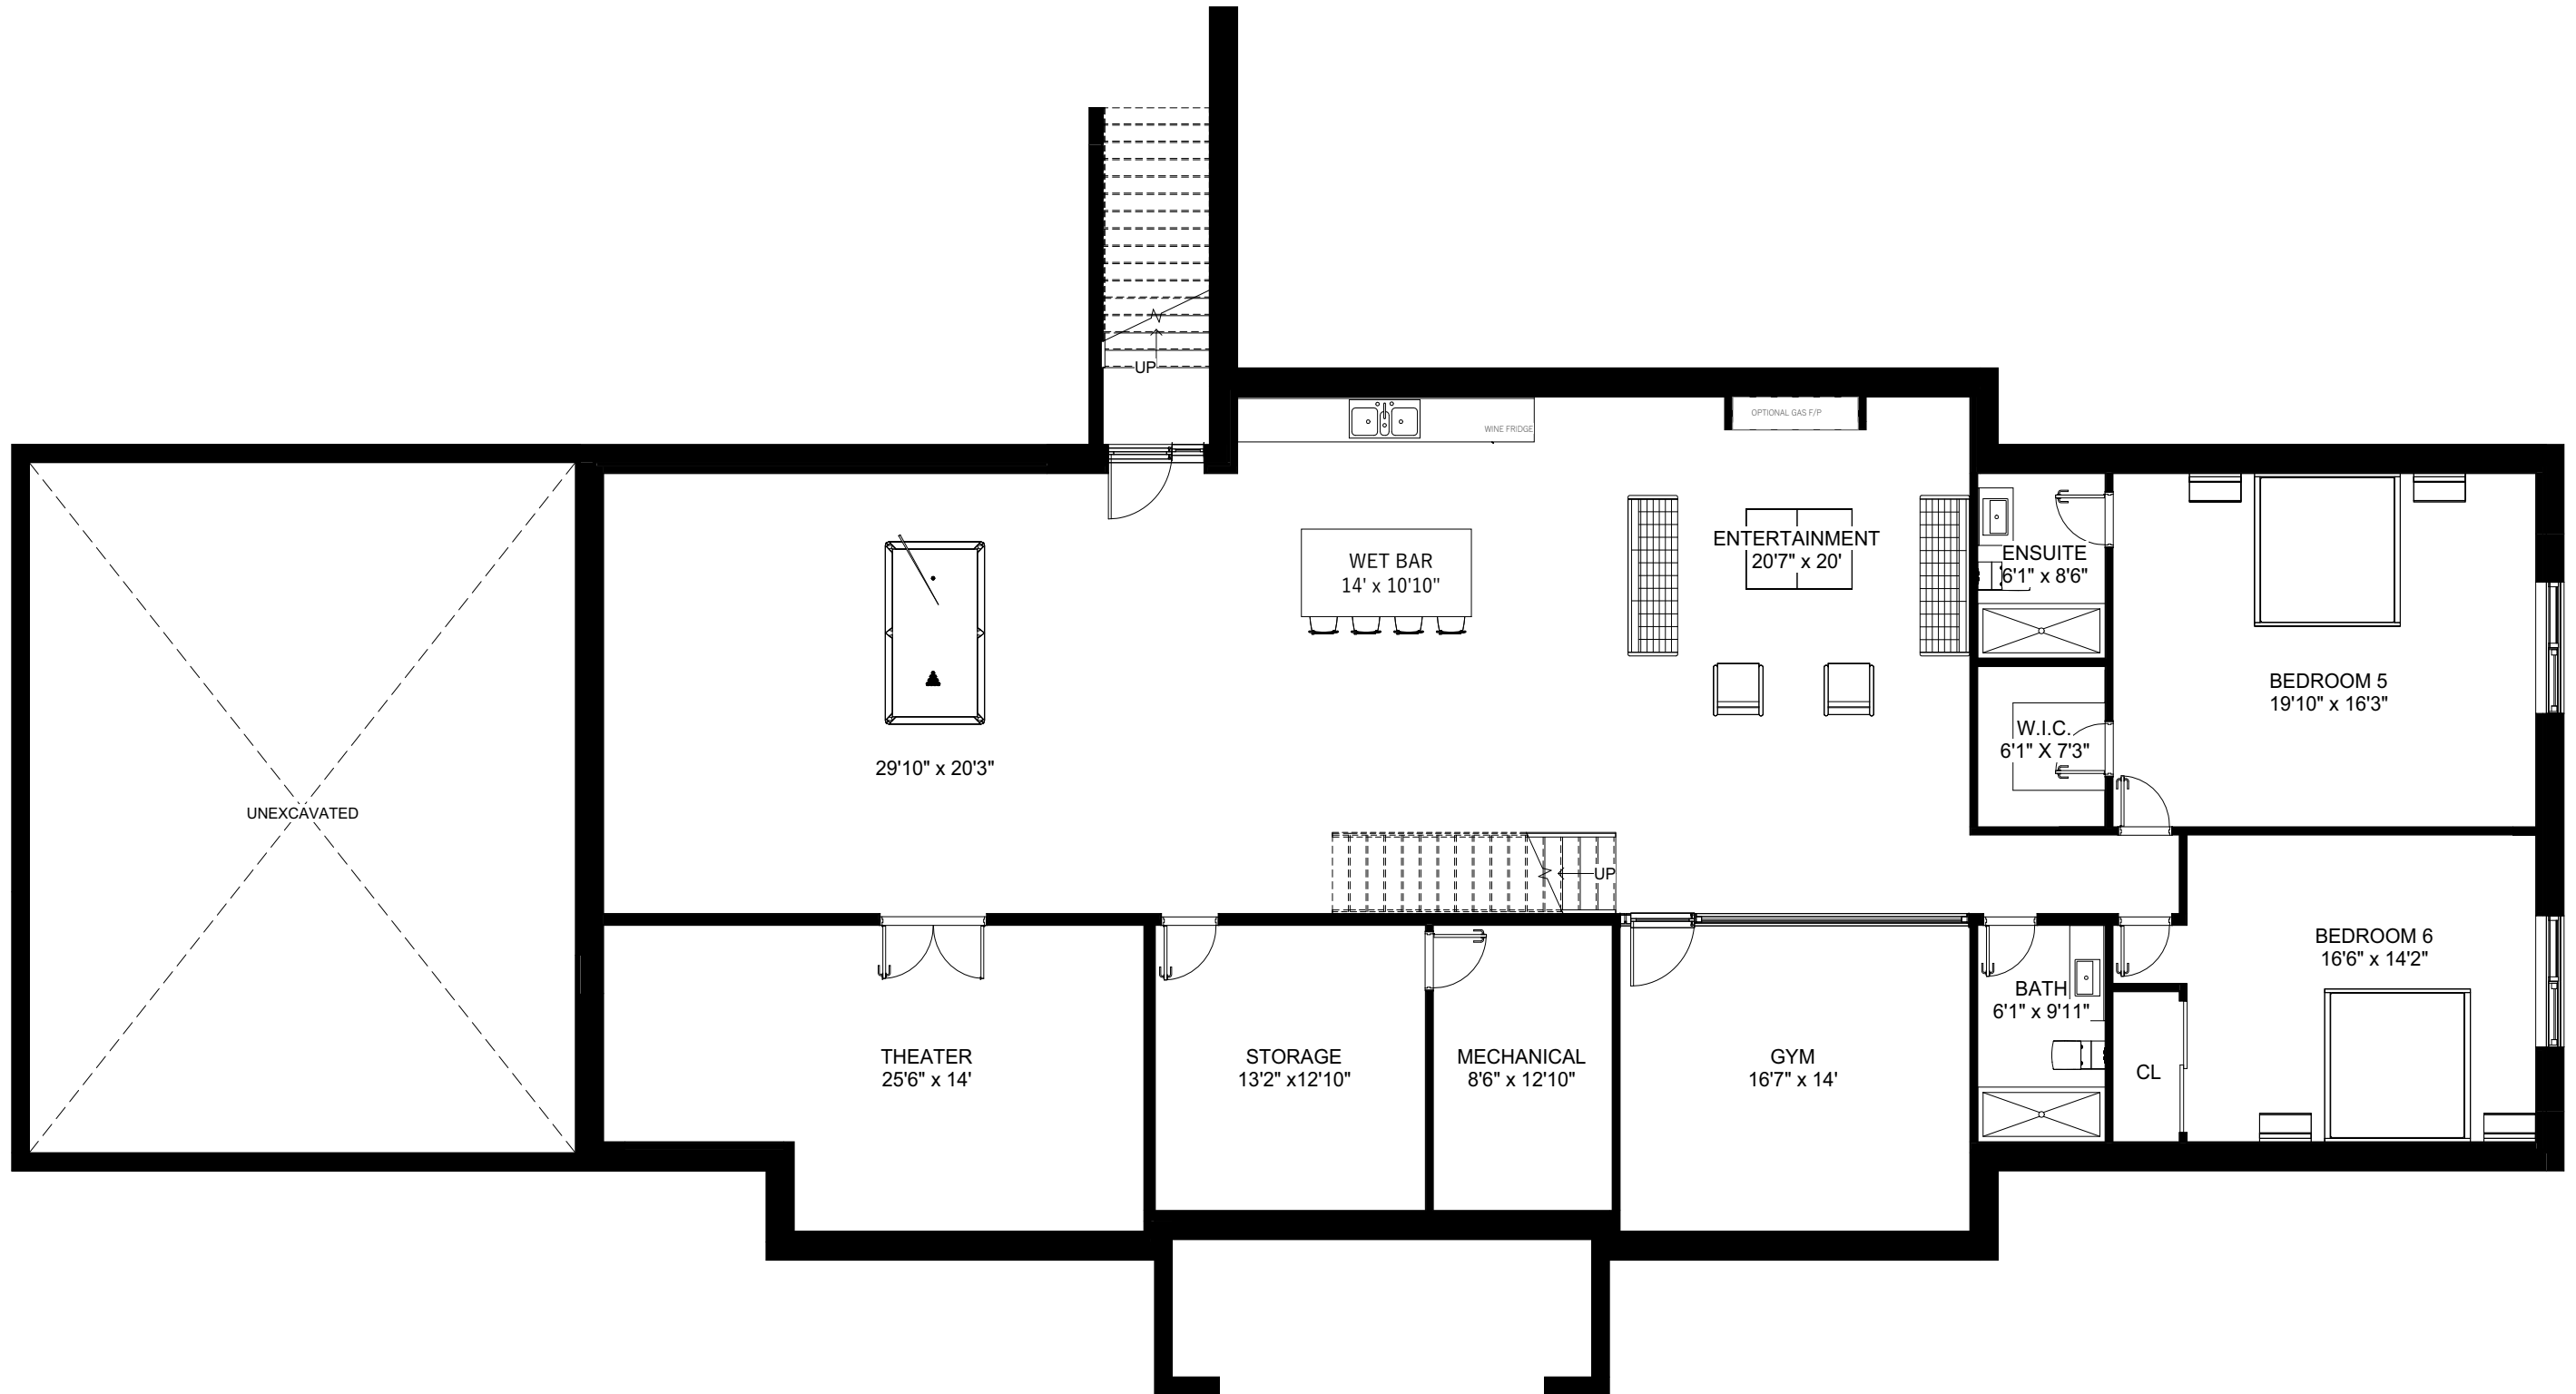 UP
OPTIONAL GAS F/P
WINE FRIDGE
ENTERTAINMENT
20'7" x 20'
WET BAR
14' x 10'10"
ENSUITE
6'1" x 8'6"
BEDROOM 5
19'10" x 16'3"
W.I.C.
6'1" X 7'3"
29'10" x 20'3"
UNEXCAVATED
UP
BEDROOM 6
16'6" x 14'2"
BATH
6'1" x 9'11"
THEATER
25'6" x 14'
STORAGE
13'2" x12'10"
MECHANICAL
8'6" x 12'10"
GYM
16'7" x 14'
CL